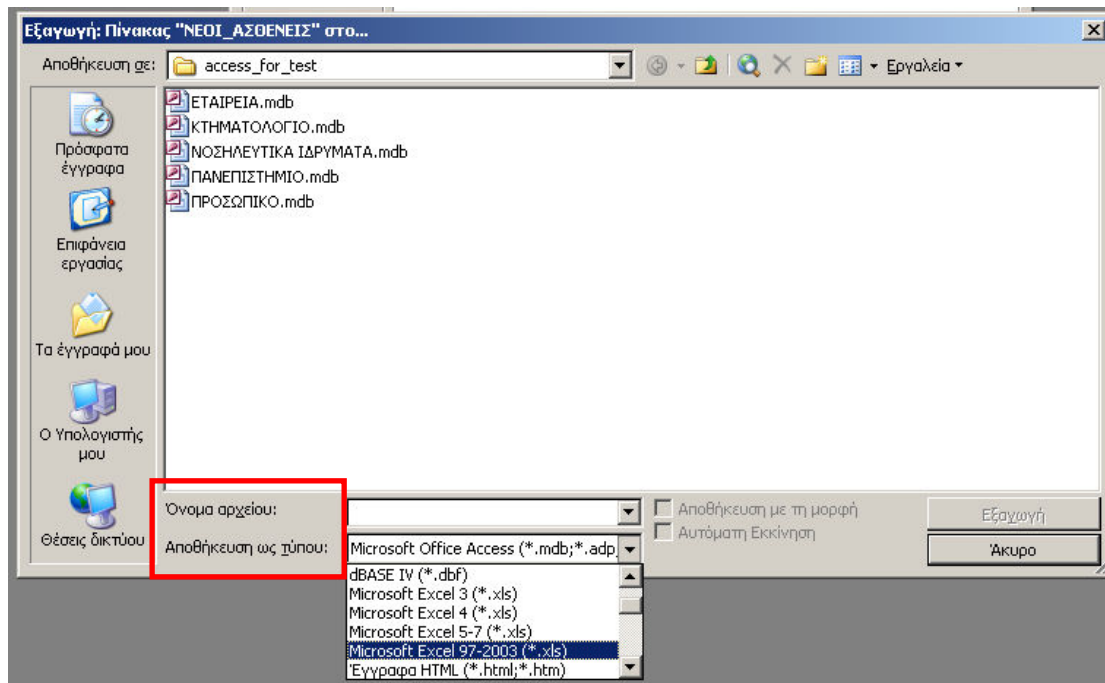 Εξαγωγή: Πίνακας "ΝΕΟΙ_ΑΣΘΕΝΕΙΣ" στο...
Αποθήκευση σε:
access_for_test
Εργαλεία
Πρόσφατα
έγγραφα
Επιφάνεια
εργασίας
Τα έγγραφά μου
Ο Υπολογιστής
μου
Θέσεις δικτύου
ΕΤΑΙΡΕΙΑ.mdb
ΚΤΗΜΑΤΟΛΟΓΙΟ.mdb
ΝΟΣΗΛΕΥΤΙΚΑ ΙΔΡΥΜΑΤΑ.mdb
ΠΑΝΕΠΙΣΤΗΜΙΟ.mdb
ΠΡΟΣΩΠΙΚΟ.mdb
Όνομα αρχείου:
Αποθήκευση με τη μορφή
Αυτόματη Εκκίνηση
Εξαγωγή
Αποθήκευση ως τύπου:
Microsoft Office Access (*.mdb;*.adp
Άκυρο
dBASE IV (*.dbf)
Microsoft Excel 3 (*.xls)
Microsoft Excel 4 (*.xls)
Microsoft Excel 5-7 (*.xls)
Microsoft Excel 97-2003 (*.xls)
Έγγραφα HTML (*.html;*.htm)